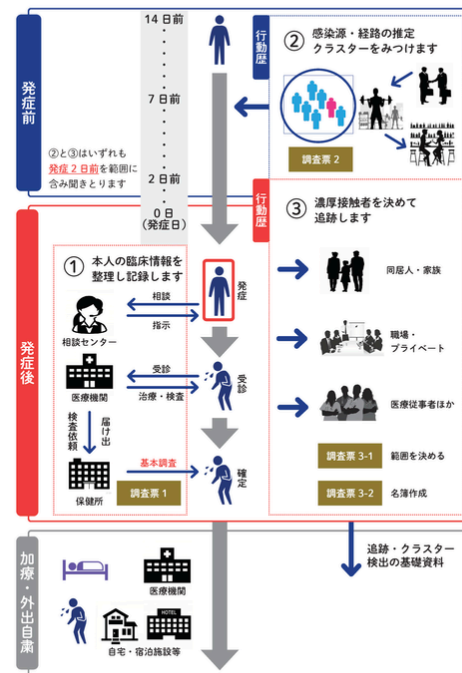 14日前
7日前
2日前
0日
(発症日)
発症前
行動歴
② 感染源・経路の推定
クラスターをみつけます
調査票 2
②と③はいずれも
発症 2 日前を範囲に
含み聞きとります
発症後
行動歴
① 本人の臨床情報を
整理し記録します
相談
指示
相談センター
発症
受診
治療・検査
医療機関
受診
検査依頼
届け出
保健所
基本調査
調査票 1
確定
③ 濃厚接触者を決めて
追跡します
同居人・家族
職場・
プライベート
医療従事者ほか
調査票 3-1
範囲を決める
調査票 3-2
名簿作成
追跡・クラスター
検出の基礎資料
加療・外出自粛
医療機関
HOTEL
自宅・宿泊施設等